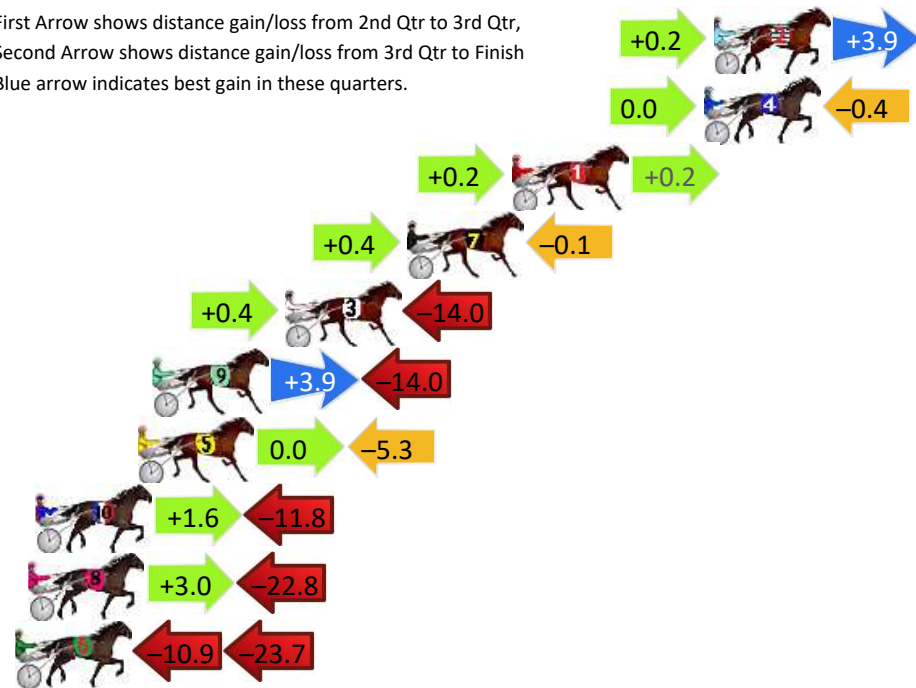 First Arrow shows distance gain/loss from 2nd Qtr to 3rd Qtr,
Second Arrow shows distance gain/loss from 3rd Qtr to Finish
Blue arrow indicates best gain in these quarters.
+0.2 2 +3.9
0.0 4 –0.4
+0.2 1 +0.2
+0.4 7 –0.1
+0.4 3 –14.0
9 +3.9 –14.0
5 0.0 –5.3
10 +1.6 –11.8
8 +3.0 –22.8
6 –10.9 –23.7